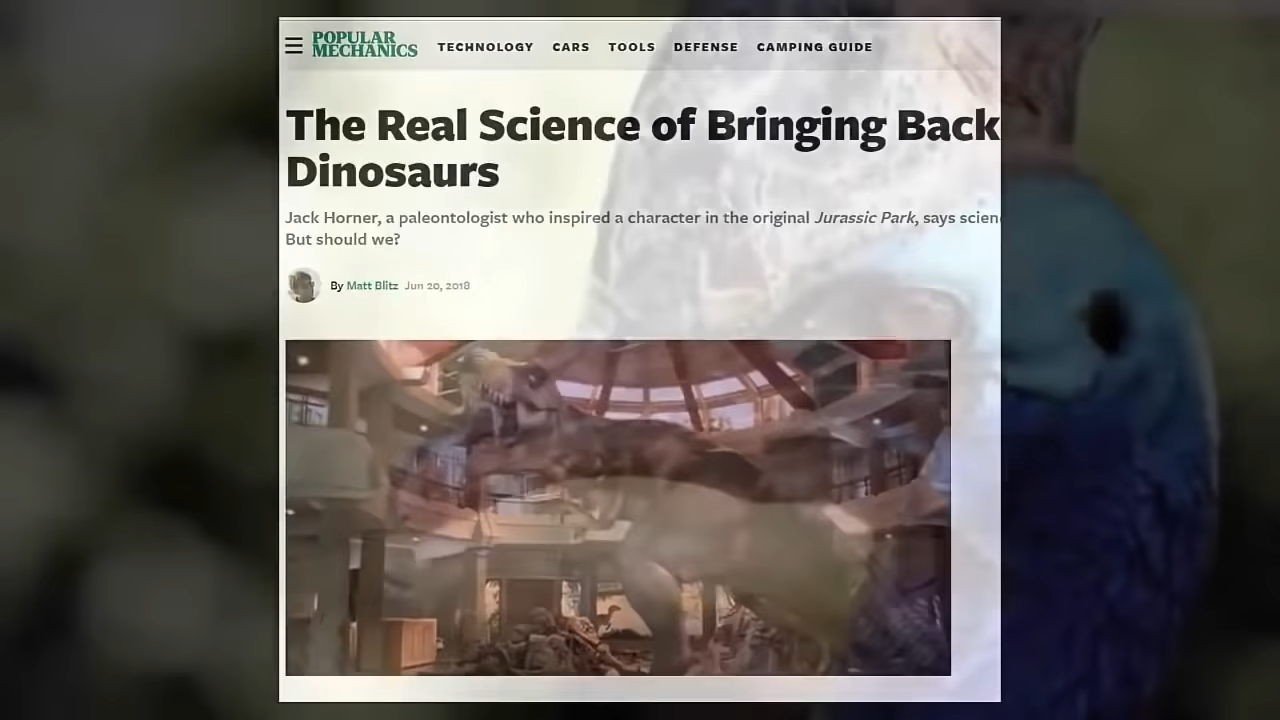 POPULAR
MECHANICS
TECHNOLOGY CARS TOOLS DEFENSE CAMPING GUIDE
The Real Science of Bringing Back
Dinosaurs
Jack Horner, a paleontologist who inspired a character in the original Jurassic Park, says
But should we?
By Matt Blitz Jun 20, 2018